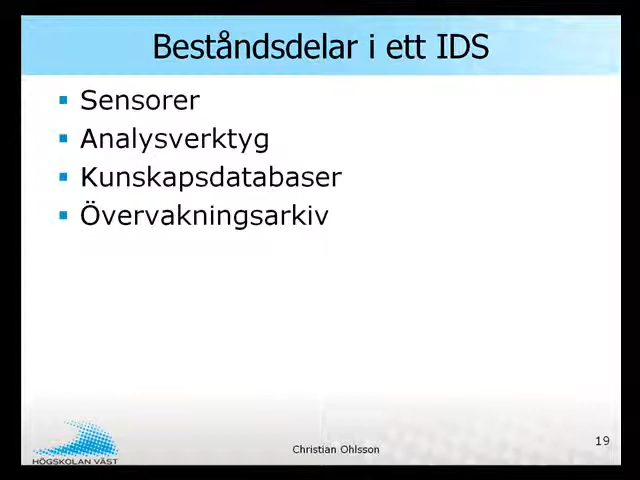 Beståndsdelar i ett IDS
Sensorer
Analysverktyg
Kunskapsdatabaser
Övervakningsarkiv
HÖGSKOLAN VÄST
Christian Ohlsson
19